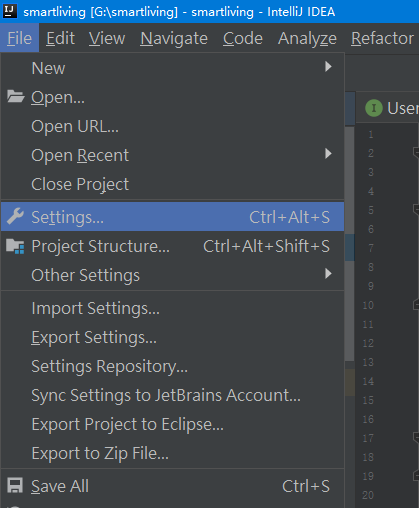 smartliving [G:\smartliving] - smartliving - IntelliJ IDEA
File Edit View Navigate Code Analyze Refactor
New
Open...
Open URL...
Open Recent
Close Project
Settings... Ctrl+Alt+S
Project Structure... Ctrl+Alt+Shift+S
Other Settings
Import Settings...
Export Settings...
Settings Repository...
Sync Settings to JetBrains Account...
Export Project to Eclipse...
Export to Zip File...
Save All Ctrl+S
I User
1
2
3
4
5
6
7
8
9
10
11
12
13
14
15
16
17
18
19
20